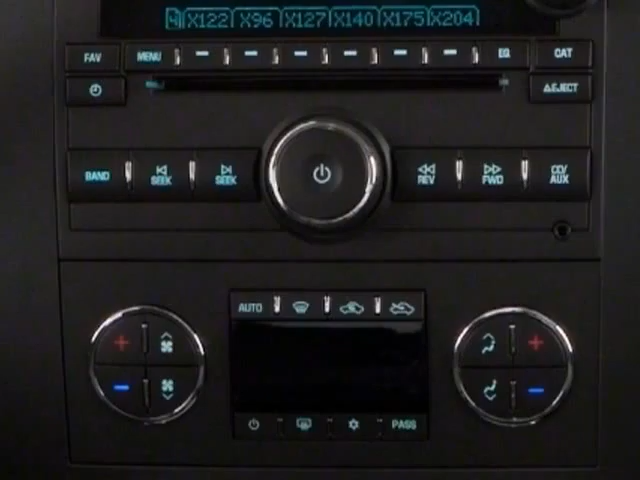 4 X122 X96 X127 X140 X175 X204
FAV MENU EQ CAT
EJECT
BAND SEEK SEEK REV FWD CD/AUX
AUTO
PASS